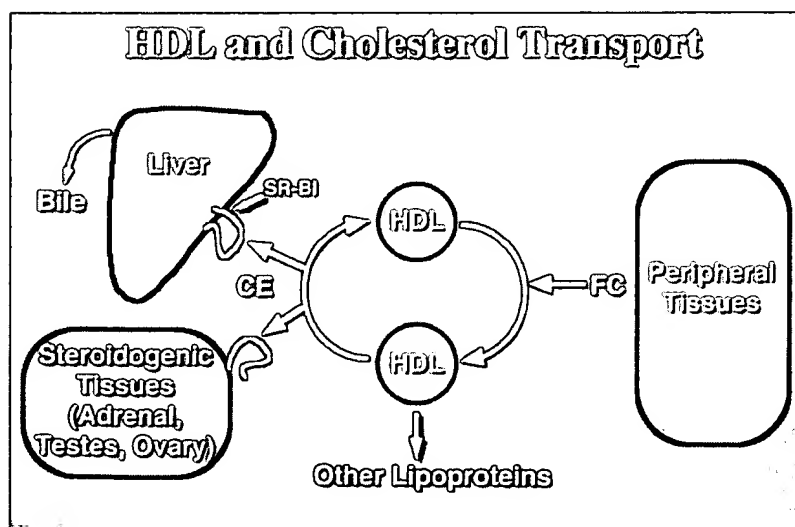 HDL and Cholesterol Transport
Liver
Bile
SR-BI
HDL
CE
FC
Peripheral
Tissues
HDL
Steroidogenic
Tissues
(Adrenal,
Testes, Ovary)
Other Lipoproteins